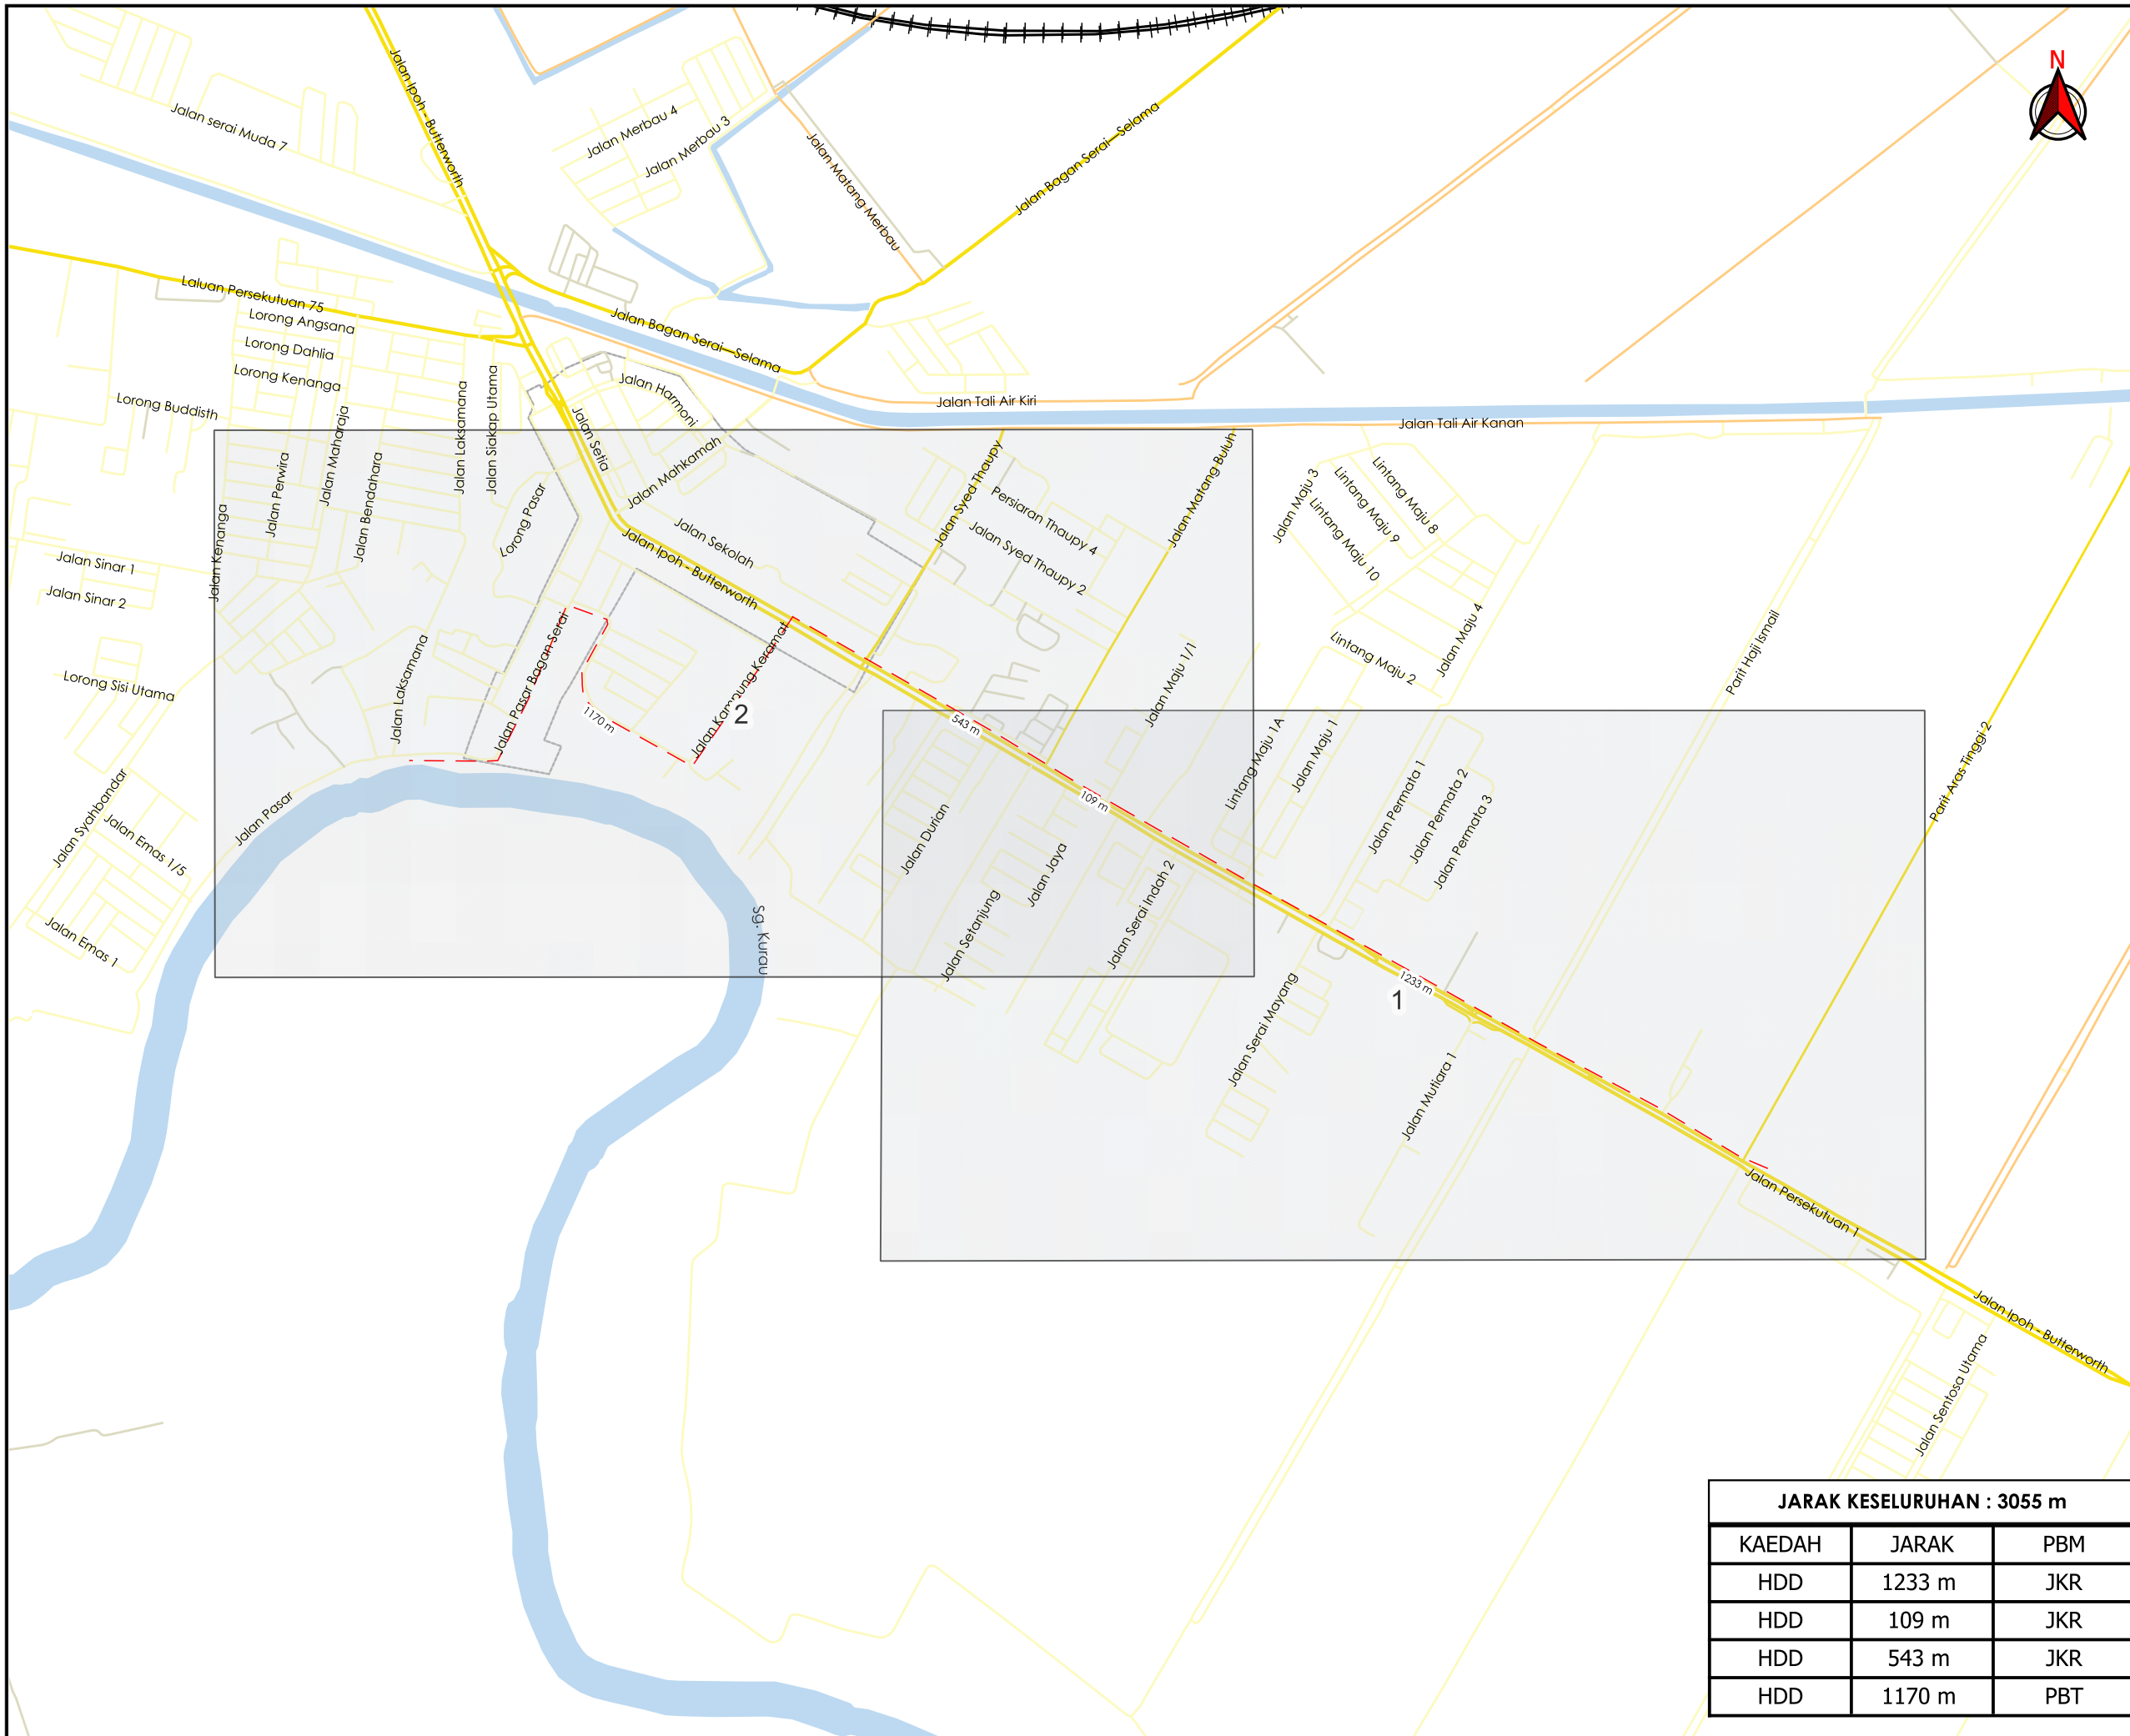 N
Jalan Ipoh - Butterworth
Jalan serai Muda 7
Jalan Merbau 4
Jalan Merbau 3
Jalan Matang Merbau
Jalan Bagan Serai—Selama
Laluan Persekutuan 75
Lorong Angsana
Lorong Dahlia
Lorong Kenanga
Lorong Buddisth
Jalan Bagan Serai—Selama
Jalan Harmoni
Jalan Tali Air Kiri
Jalan Tali Air Kanan
Jalan Maharaja
Jalan Laksamana
Jalan Siakap Utama
Jalan Setia
Jalan Mahkamah
Jalan Perwira
Jalan Bendahara
Lorong Pasar
Jalan Kenanga
Jalan Sekolah
Jalan Ipoh - Butterworth
Jalan Syed Thaupy
Persiaran Thaupy 4
Jalan Syed Thaupy 2
Jalan Matang Buluh
Jalan Maju 3
Lintang Maju 8
Lintang Maju 9
Lintang Maju 10
Jalan Sinar 1
Jalan Sinar 2
Lorong Sisi Utama
Jalan Laksamana
Jalan Pasar Bagan Serai
1170 m
Jalan Kampung Keramat
2
543 m
Jalan Maju 1/1
Lintang Maju 2
Jalan Maju 4
Parit Haji Ismail
Parit Aras Tinggi 2
Lintang Maju 1A
Jalan Maju 1
Jalan Permata 1
Jalan Permata 2
Jalan Permata 3
109 m
Jalan Pasar
Jalan Syahbandar
Jalan Emas 1/5
Jalan Emas 1
Sg. Kurau
Jalan Durian
Jalan Jaya
Jalan Setanjung
Jalan Serai Indah 2
Jalan Serai Mayang
1233 m
1
Jalan Mutiara 1
Jalan Persekutuan 1
Jalan Ipoh - Butterworth
Jalan Sentosa Utama
JARAK KESELURUHAN : 3055 m
KAEDAH JARAK PBM
HDD 1233 m JKR
HDD 109 m JKR
HDD 543 m JKR
HDD 1170 m PBT